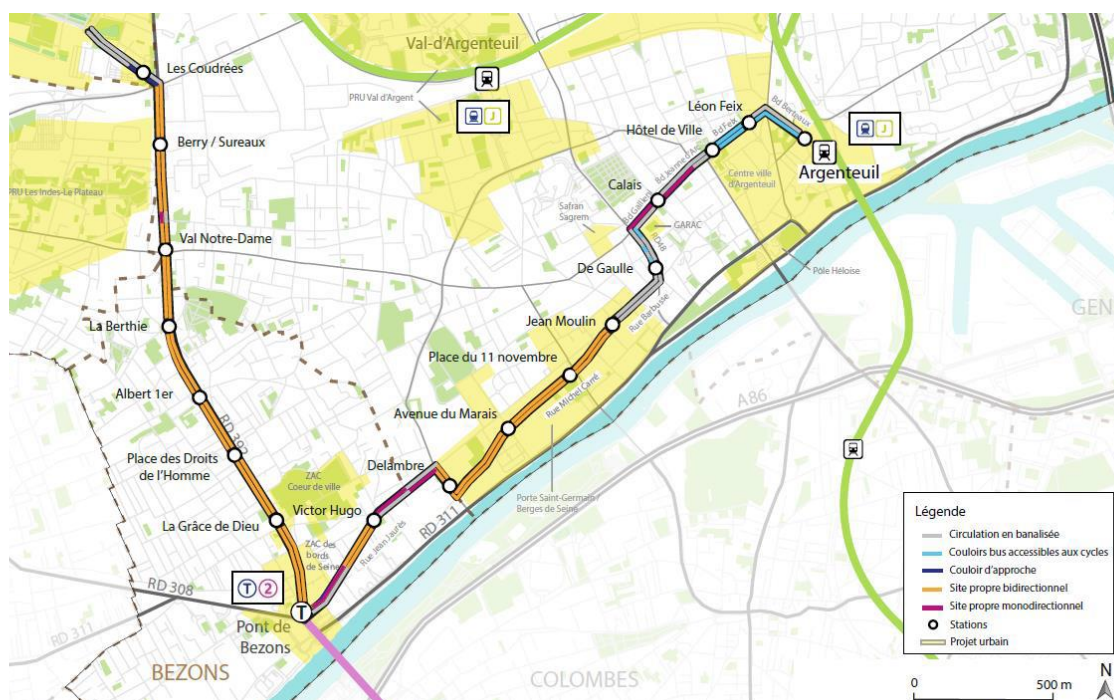 Val-d'Argenteuil
Les Coudrées
PRU Val d'Argent
J
Léon Feix
Bd Berteaux
J
Hôtel de Ville
Bd Feix
Argenteuil
Berry / Sureaux
Bd Jeanne d'Arc
Calais
Centre ville
d'Argenteuil
PRU Les Indes-Le Plateau
Safran
Sagrem
Bd Gallieni
GARAC
RD48
Val Notre-Dame
De Gaulle
Pôle Héloïse
GEN
La Berthie
Jean Moulin
Rue Barbusse
Place du 11 novembre
Albert 1er
RD 392
Rue Michel Carré
A 86
Avenue du Marais
Place des Droits
de l'Homme
Delambre
ZAC
Coeur de ville
Porte Saint-Germain /
Berges de Seine
La Grâce de Dieu
Victor Hugo
RD 311
ZAC des
bords
de Seine
Rue Jean Jaurès
T 2
RD 308
T
RD 311
Pont de
Bezons
BEZONS
COLOMBES
Légende
Circulation en banalisée
Couloirs bus accessibles aux cycles
Couloir d'approche
Site propre bidirectionnel
Site propre monodirectionnel
Stations
Projet urbain
0 500 m
N